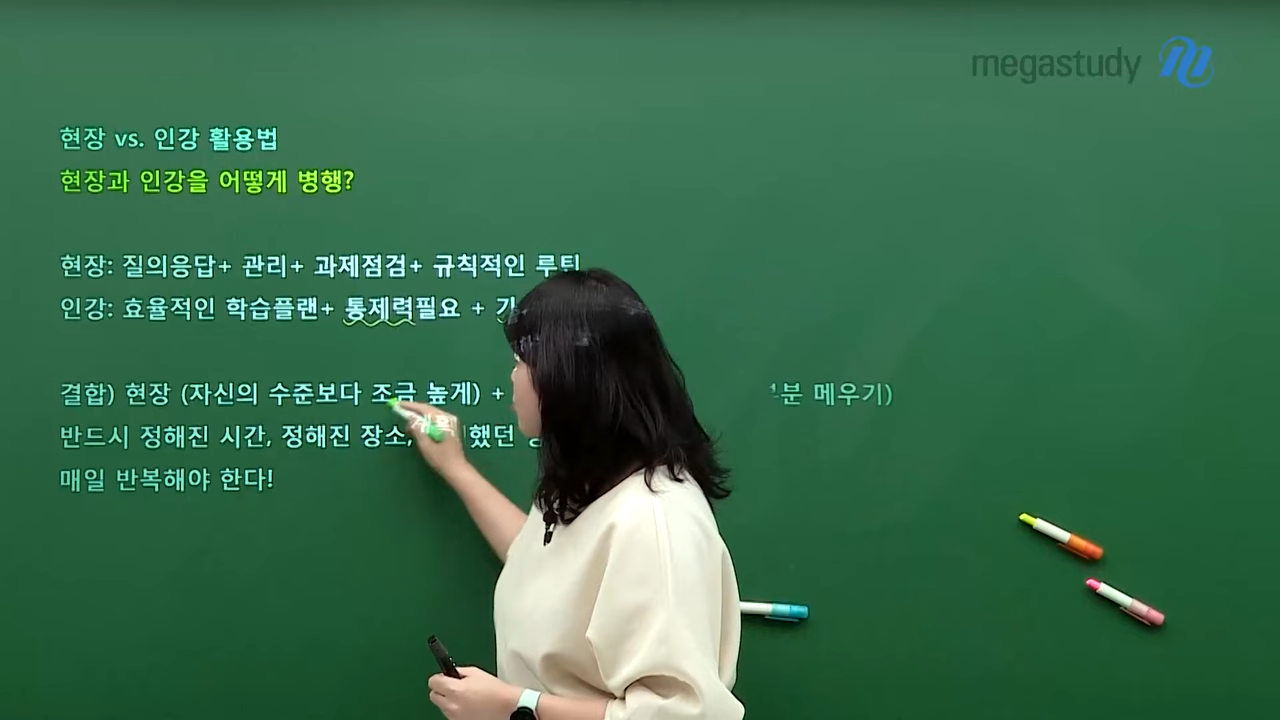 megastudy
현장 vs. 인강 활용법
현장과 인강을 어떻게 병행?
현장: 질의응답+ 관리+ 과제점검+ 규칙적인 루틴
인강: 효율적인 학습플랜+ 통제력필요 +
결합) 현장 (자신의 수준보다 조금 높게) + 메우기)
반드시 정해진 시간, 정해진 장소, 계획했던
매일 반복해야 한다!